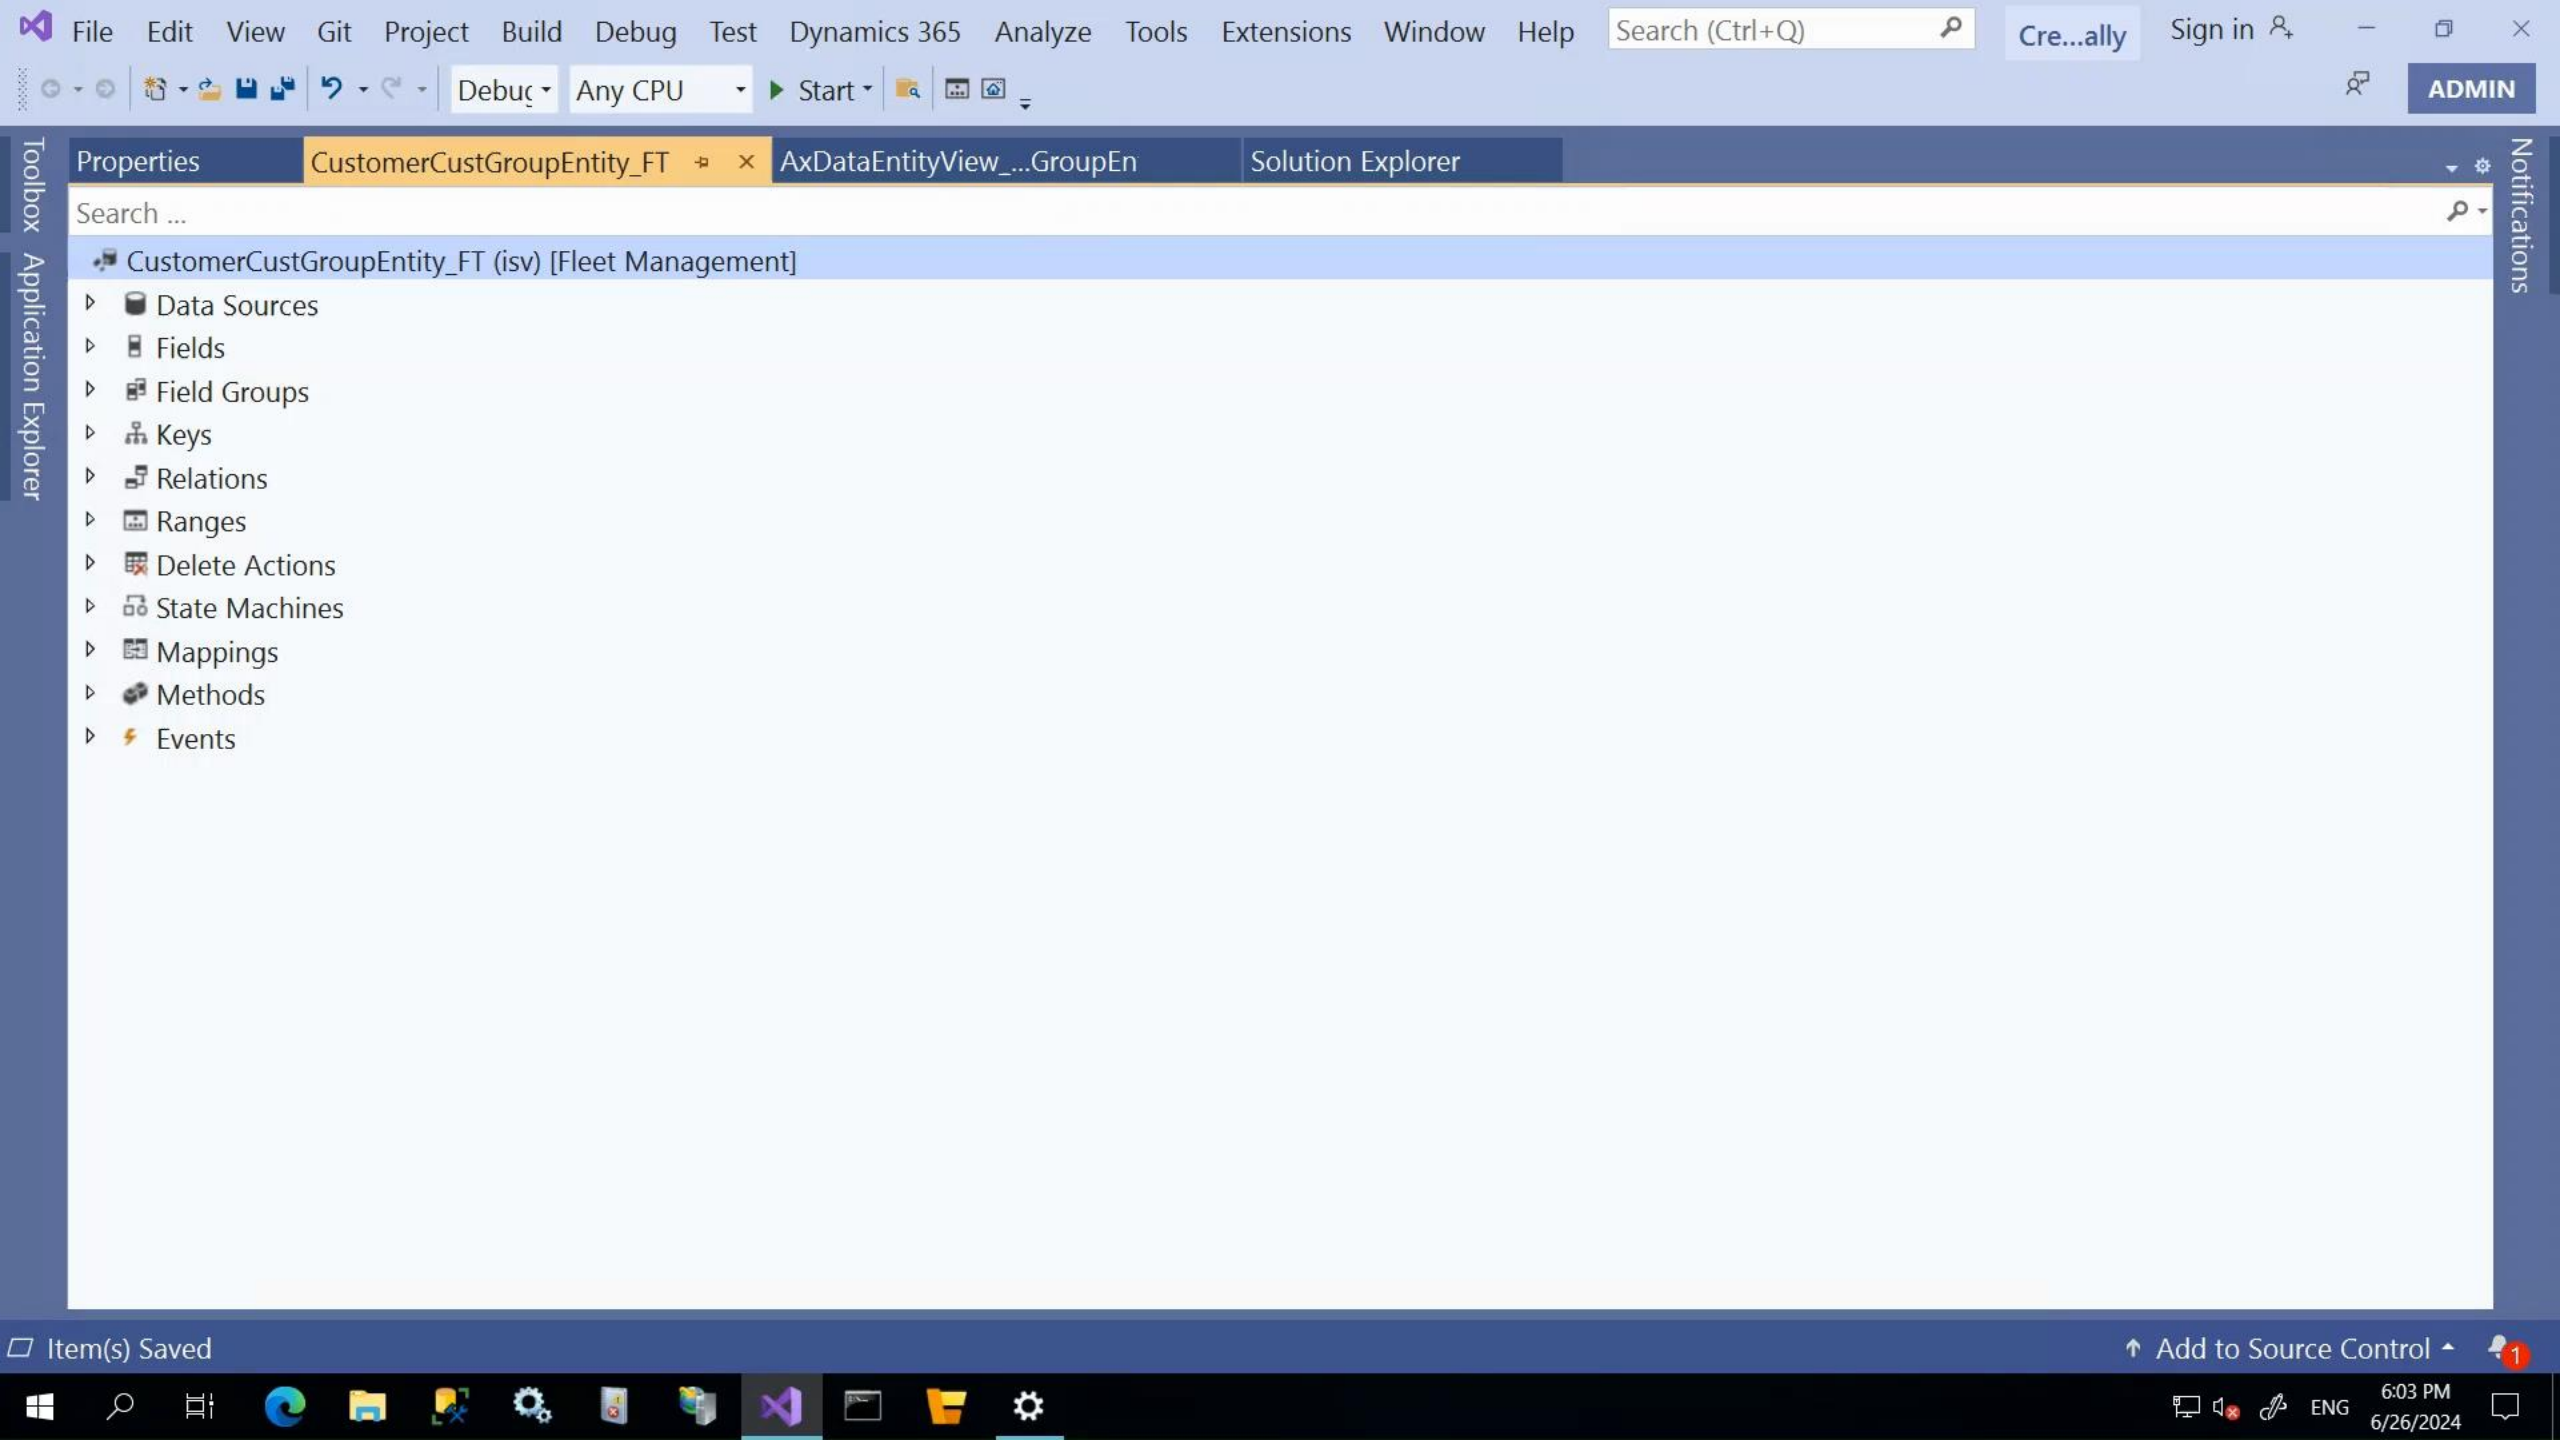 File Edit View Git Project Build Debug Test Dynamics 365 Analyze Tools Extensions Window Help Search (Ctrl+Q) Cre...ally Sign in
Debug Any CPU Start ADMIN
Properties CustomerCustGroupEntity_FT AxDataEntityView_...GroupEn Solution Explorer
Toolbox
Application Explorer
Notifications
Search ...
CustomerCustGroupEntity_FT (isv) [Fleet Management]
Data Sources
Fields
Field Groups
Keys
Relations
Ranges
Delete Actions
State Machines
Mappings
Methods
Events
Item(s) Saved Add to Source Control 1
ENG 6:03 PM
6/26/2024